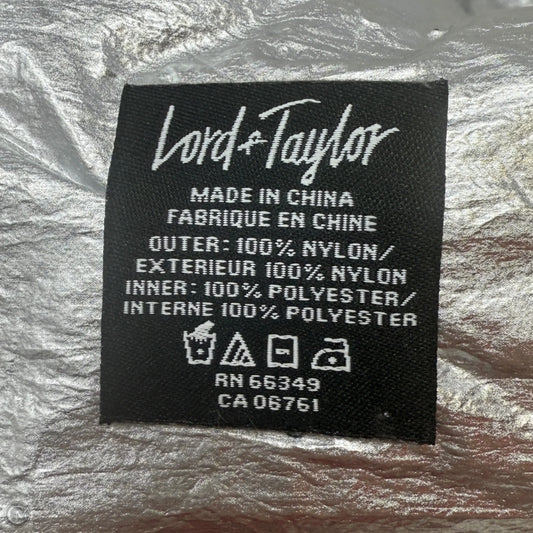 Lord & Taylor
MADE IN CHINA
FABRIQUE EN CHINE
OUTER: 100% NYLON/
EXTERIEUR 100% NYLON
INNER: 100% POLYESTER/
INTERNE 100% POLYESTER
RN 66349
CA 06761